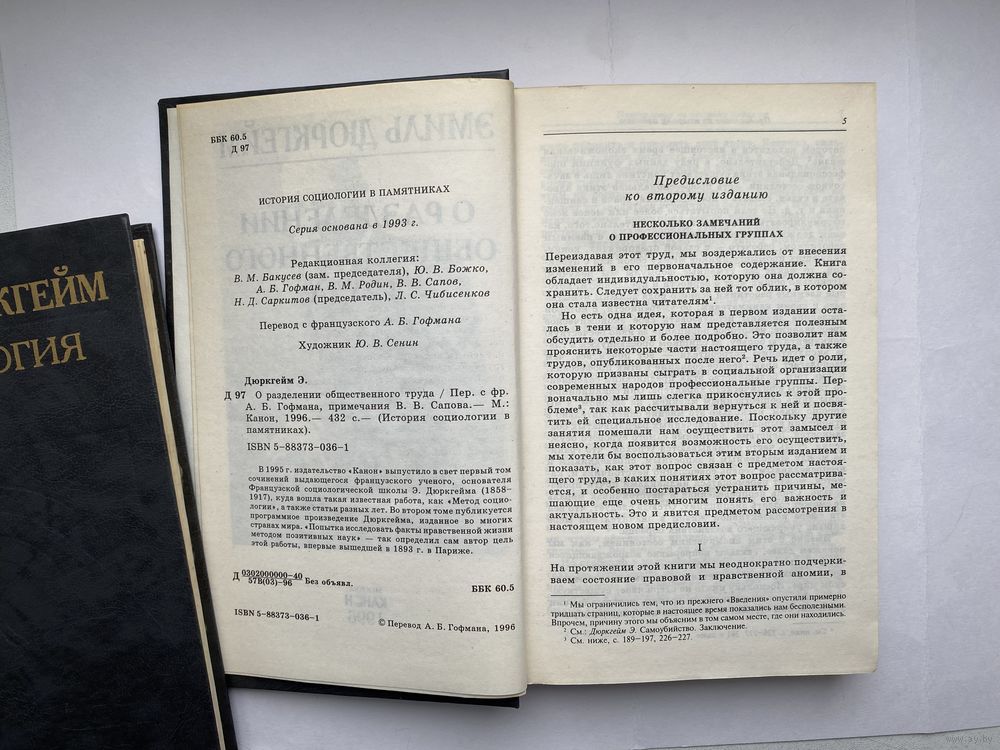 РКГЕЙМ
ОГИЯ
ББК 60.5
Д 97
ИСТОРИЯ СОЦИОЛОГИИ В ПАМЯТНИКАХ
Серия основана в 1993 г.
Редакционная коллегия:
В. М. Бакусев (зам. председателя), Ю. В. Божко,
А. Б. Гофман, В. М. Родин, В. В. Сапов,
Н. Д. Саркитов (председатель), Л. С. Чибисенков
Перевод с французского А. Б. Гофмана
Художник Ю. В. Сенин
Дюркгейм Э.
Д 97 О разделении общественного труда / Пер. с фр.
А. Б. Гофмана, примечания В. В. Сапова.— М.:
Канон, 1996.— 432 с.— (История социологии в
памятниках).
ISBN 5-88373-036-1
В 1995 г. издательство «Канон» выпустило в свет первый том
сочинений выдающегося французского ученого, основателя
Французской социологической школы Э. Дюркгейма (1858–
1917), куда вошла такая известная работа, как «Метод социо-
логии», а также статьи разных лет. Во втором томе публикуется
программное произведение Дюркгейма, изданное во многих
странах мира. «Попытка исследовать факты нравственной жизни
методом позитивных наук» — так определил сам автор цель
этой работы, впервые вышедшей в 1893 г. в Париже.
Д 0302000000-40
57В(03)-96 Без объявл.
ББК 60.5
ISBN 5-88373-036-1
© Перевод А. Б. Гофмана, 1996
5
Предисловие
ко второму изданию
НЕСКОЛЬКО ЗАМЕЧАНИЙ
О ПРОФЕССИОНАЛЬНЫХ ГРУППАХ
Переиздавая этот труд, мы воздержались от внесения
изменений в его первоначальное содержание. Книга
обладает индивидуальностью, которую она должна со-
хранить. Следует сохранить за ней тот облик, в котором
она стала известна читателям¹.
Но есть одна идея, которая в первом издании оста-
лась в тени и которую нам представляется полезным
обсудить отдельно и более подробно. Это позволит нам
прояснить некоторые части настоящего труда, а также
трудов, опубликованных после него². Речь идет о роли,
которую призваны сыграть в социальной организации
современных народов профессиональные группы. Пер-
воначально мы лишь слегка прикоснулись к этой про-
блеме³, так как рассчитывали вернуться к ней и посвя-
тить ей специальное исследование. Поскольку другие
занятия помешали нам осуществить этот замысел и
неясно, когда появится возможность его осуществить,
мы хотели бы воспользоваться этим вторым изданием и
показать, как этот вопрос связан с предметом настоя-
щего труда, в каких понятиях этот вопрос рассматрива-
ется, и особенно постараться устранить причины, ме-
шающие еще очень многим понять его важность и
актуальность. Это и явится предметом рассмотрения в
настоящем новом предисловии.
I
На протяжении этой книги мы неоднократно подчерки-
ваем состояние правовой и нравственной аномии, в
¹ Мы ограничились тем, что из прежнего «Введения» опустили примерно
тридцать страниц, которые в настоящее время показались нам бесполезными.
Впрочем, причину этого мы объясним в том самом месте, где они находились.
² См.: Дюркгейм Э. Самоубийство. Заключение.
³ См. ниже, с. 189–197, 226–227.
www.ay.by